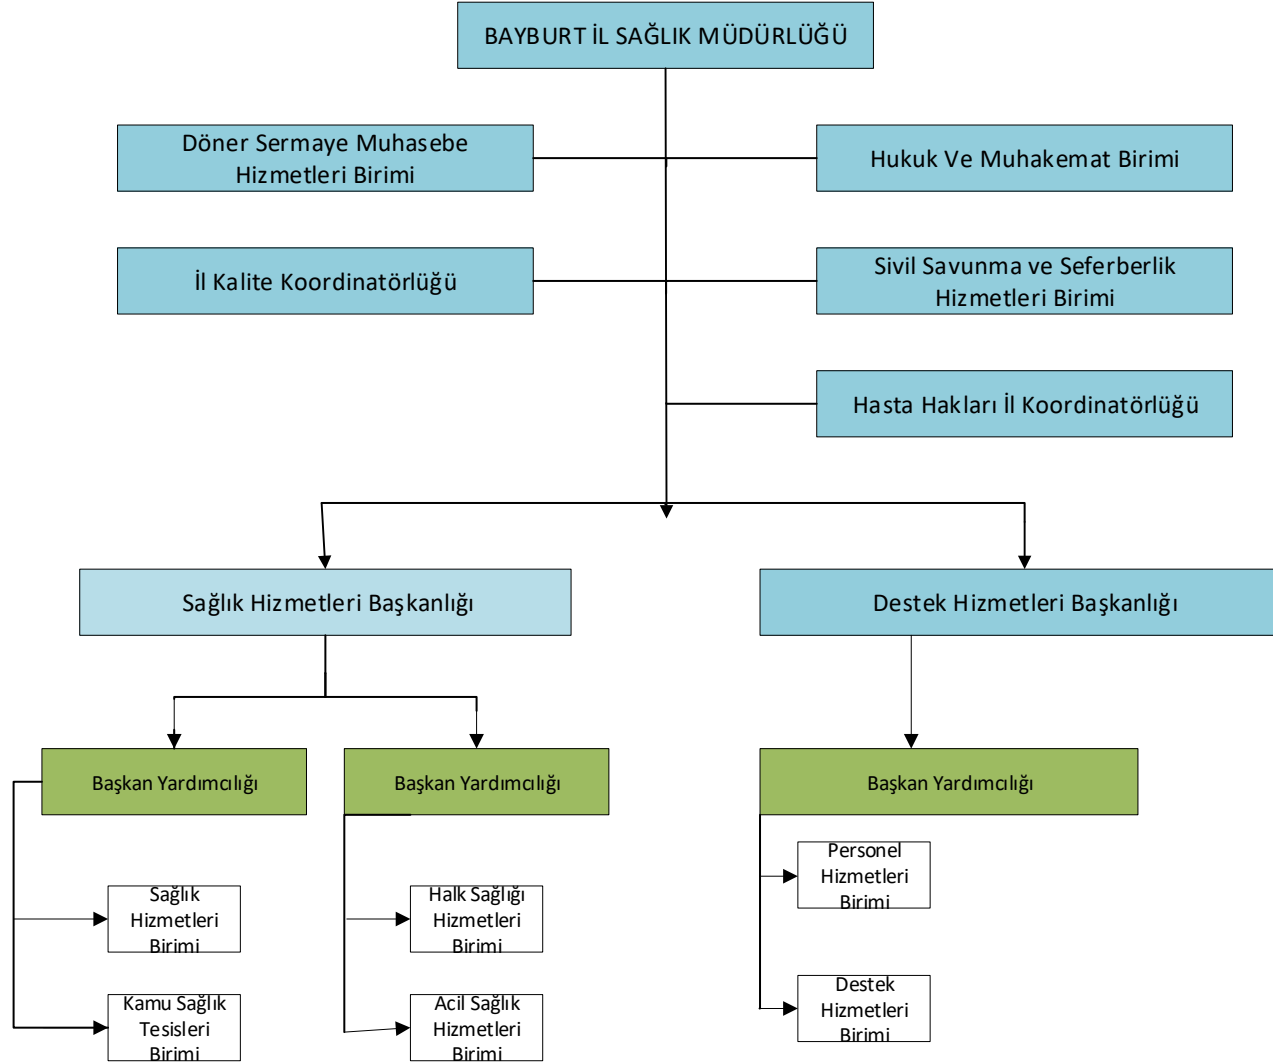 BAYBURT İL SAĞLIK MÜDÜRLÜĞÜ
Döner Sermaye Muhasebe
Hizmetleri Birimi
Hukuk Ve Muhakemat Birimi
İl Kalite Koordinatörlüğü
Sivil Savunma ve Seferberlik
Hizmetleri Birimi
Hasta Hakları İl Koordinatörlüğü
Sağlık Hizmetleri Başkanlığı
Destek Hizmetleri Başkanlığı
Başkan Yardımcılığı
Başkan Yardımcılığı
Başkan Yardımcılığı
Sağlık
Hizmetleri
Birimi
Kamu Sağlık
Tesisleri
Birimi
Halk Sağlığı
Hizmetleri
Birimi
Acil Sağlık
Hizmetleri
Birimi
Personel
Hizmetleri
Birimi
Destek
Hizmetleri
Birimi